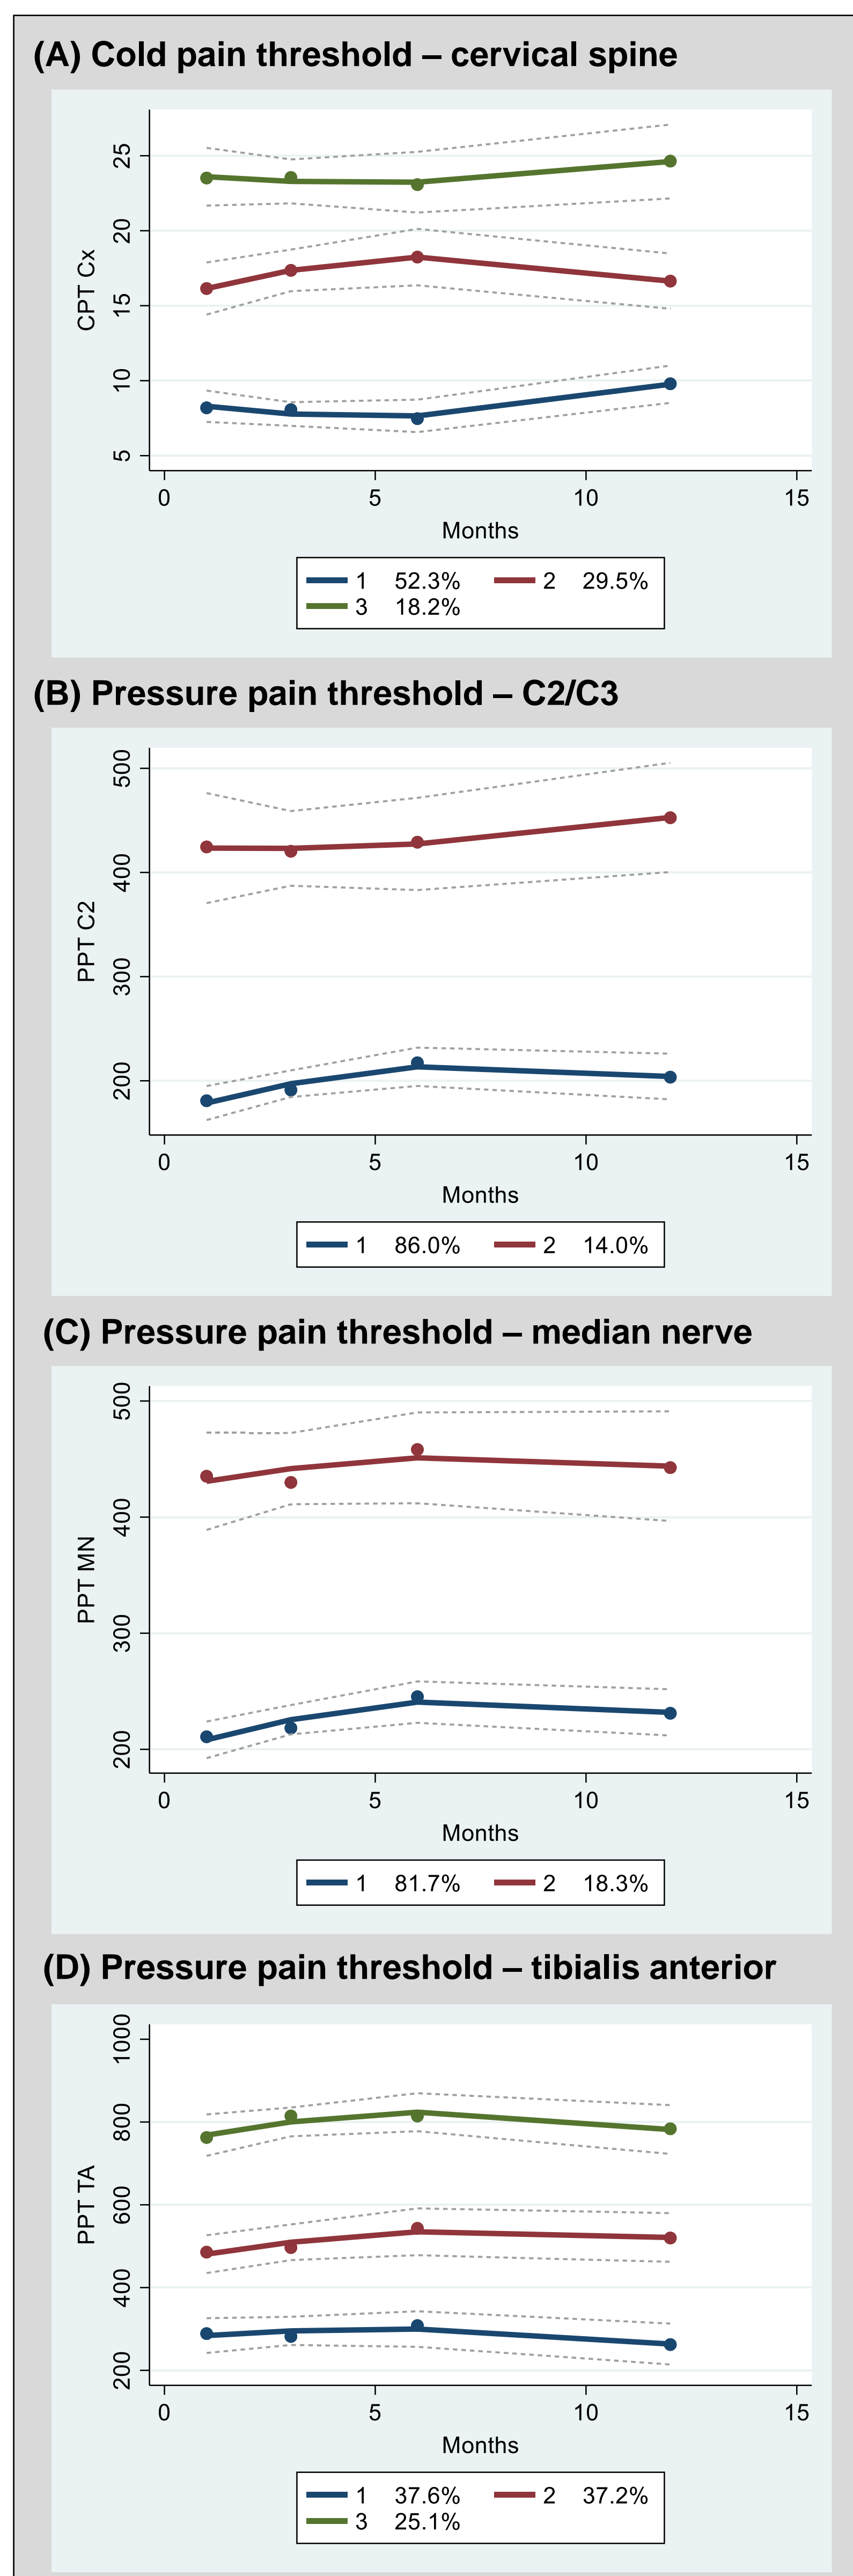 (A) Cold pain threshold – cervical spine
CPT Cx
25
20
15
10
5
0 5 10 15
Months
1 52.3% 2 29.5%
3 18.2%
(B) Pressure pain threshold – C2/C3
PPT C2
500
400
300
200
0 5 10 15
Months
1 86.0% 2 14.0%
(C) Pressure pain threshold – median nerve
PPT MN
500
400
300
200
0 5 10 15
Months
1 81.7% 2 18.3%
(D) Pressure pain threshold – tibialis anterior
PPT TA
1000
800
600
400
200
0 5 10 15
Months
1 37.6% 2 37.2%
3 25.1%